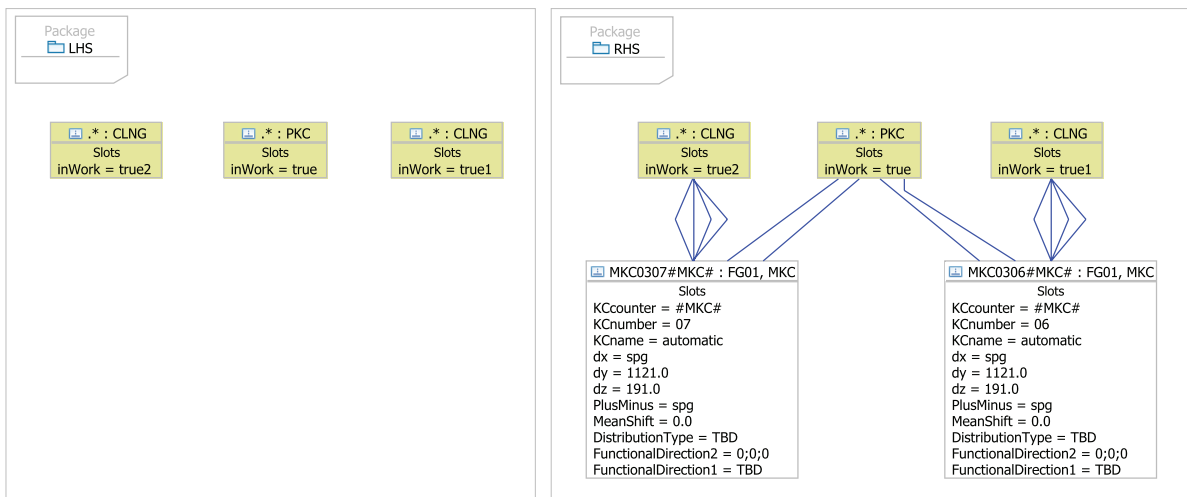 Package
LHS
.* : CLNG
Slots
inWork = true2
.* : PKC
Slots
inWork = true
.* : CLNG
Slots
inWork = true1
Package
RHS
.* : CLNG
Slots
inWork = true2
.* : PKC
Slots
inWork = true
.* : CLNG
Slots
inWork = true1
MKC0307#MKC# : FG01, MKC
Slots
KCcounter = #MKC#
KCnumber = 07
KCname = automatic
dx = spg
dy = 1121.0
dz = 191.0
PlusMinus = spg
MeanShift = 0.0
DistributionType = TBD
FunctionalDirection2 = 0;0;0
FunctionalDirection1 = TBD
MKC0306#MKC# : FG01, MKC
Slots
KCcounter = #MKC#
KCnumber = 06
KCname = automatic
dx = spg
dy = 1121.0
dz = 191.0
PlusMinus = spg
MeanShift = 0.0
DistributionType = TBD
FunctionalDirection2 = 0;0;0
FunctionalDirection1 = TBD